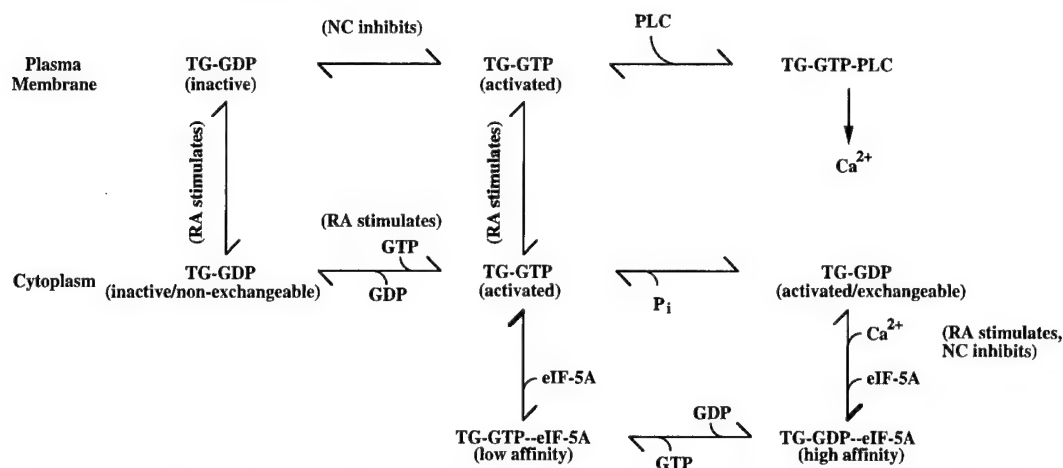 (NC inhibits)
PLC
Plasma
Membrane
TG-GDP
(inactive)
TG-GTP
(activated)
TG-GTP-PLC
(RA stimulates)
(RA stimulates)
Ca2+
(RA stimulates)
GTP
Cytoplasm
TG-GDP
(inactive/non-exchangeable)
GDP
TG-GTP
(activated)
Pi
TG-GDP
(activated/exchangeable)
Ca2+
(RA stimulates,
NC inhibits)
eIF-5A
eIF-5A
GDP
TG-GTP--eIF-5A
(low affinity)
GTP
TG-GDP--eIF-5A
(high affinity)